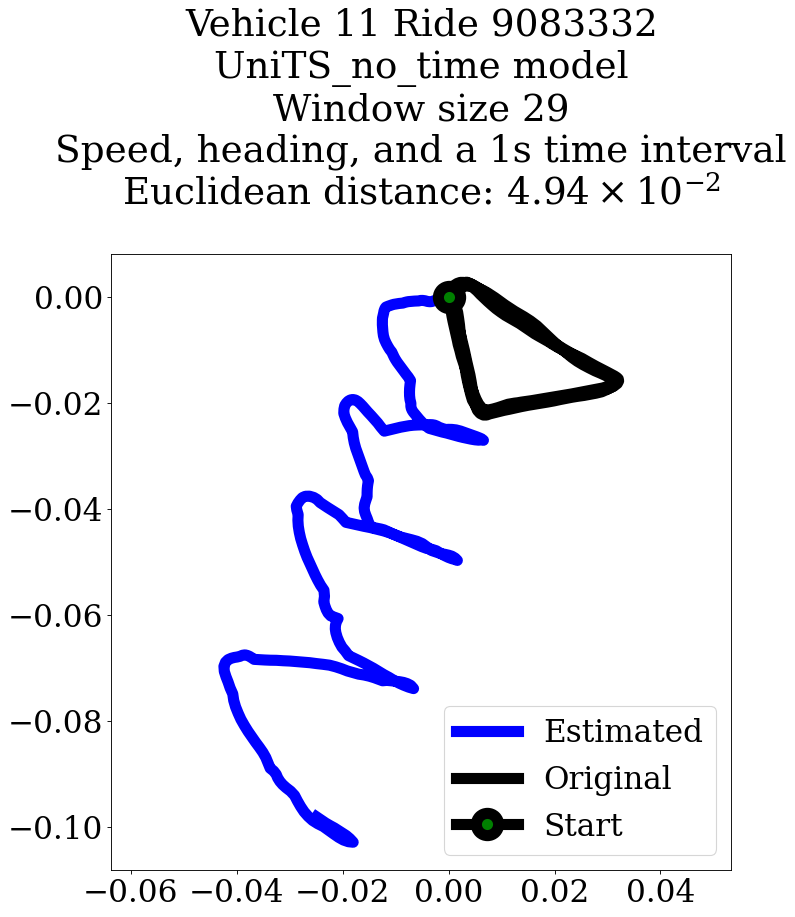 Vehicle 11 Ride 9083332
UniTS_no_time model
Window size 29
Speed, heading, and a 1s time interval
Euclidean distance: 4.94 × 10⁻²
0.00
−0.02
−0.04
−0.06
−0.08
−0.10
Estimated
Original
Start
−0.06 −0.04 −0.02 0.00 0.02 0.04